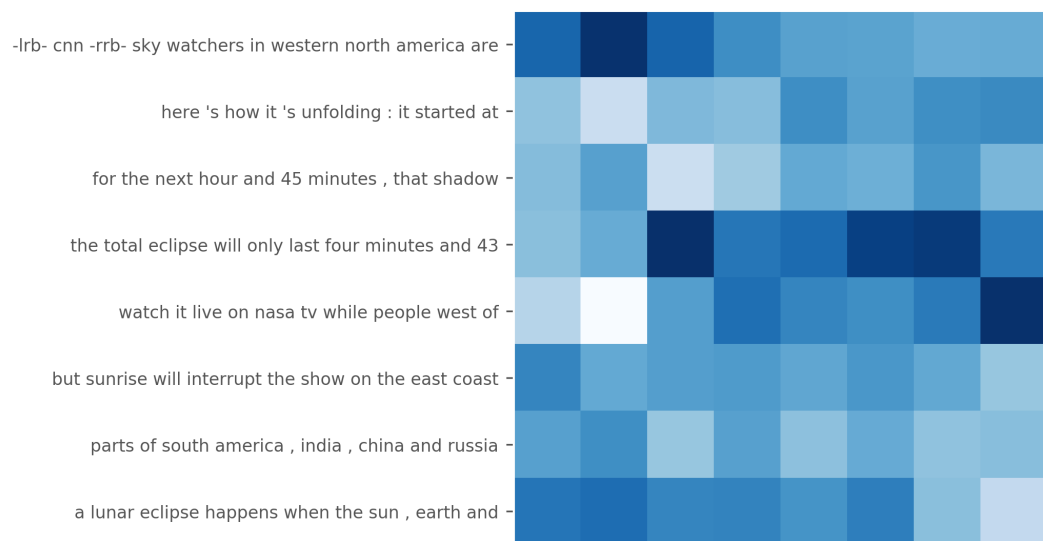 -lrb- cnn -rrb- sky watchers in western north america are
here 's how it 's unfolding : it started at
for the next hour and 45 minutes , that shadow
the total eclipse will only last four minutes and 43
watch it live on nasa tv while people west of
but sunrise will interrupt the show on the east coast
parts of south america , india , china and russia
a lunar eclipse happens when the sun , earth and